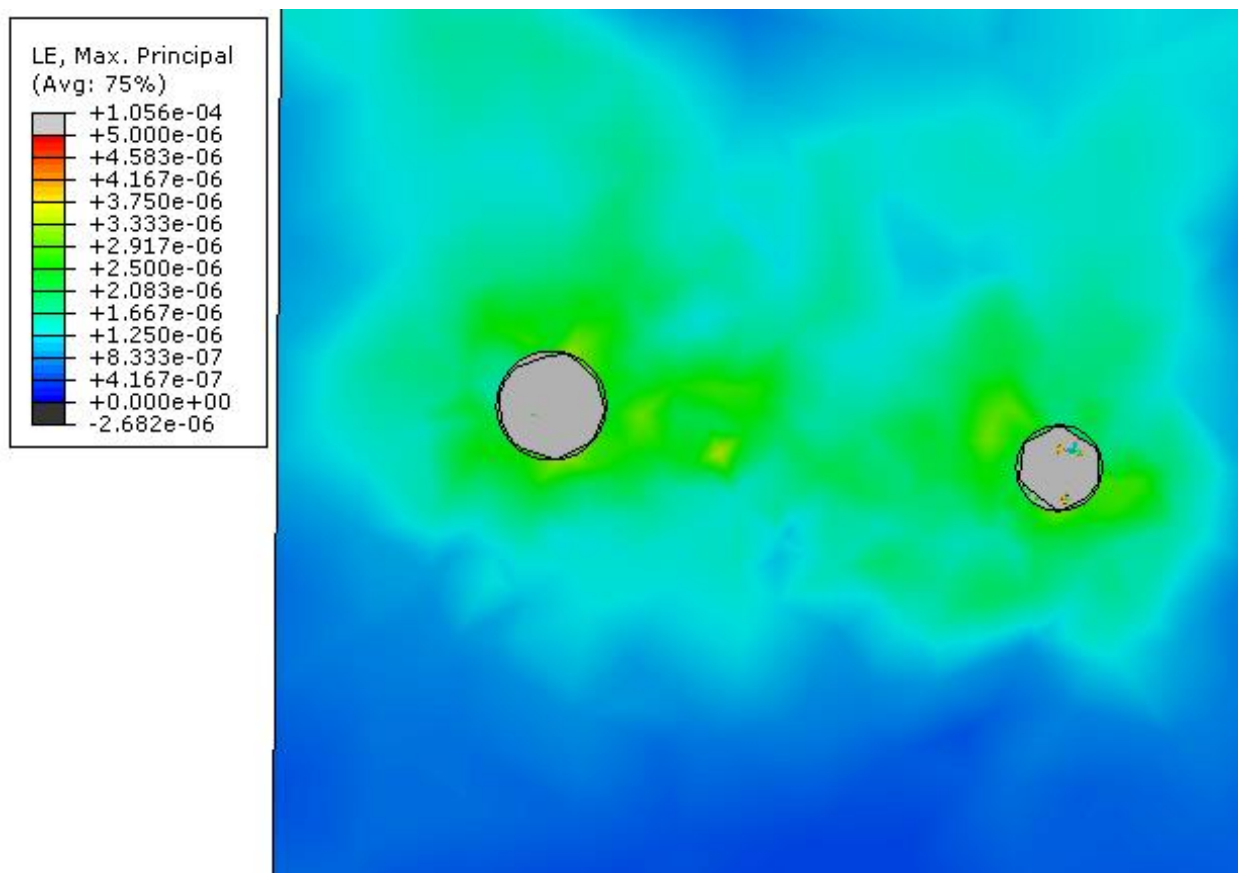 LE, Max. Principal
(Avg: 75%)
+1.056e-04
+5.000e-06
+4.583e-06
+4.167e-06
+3.750e-06
+3.333e-06
+2.917e-06
+2.500e-06
+2.083e-06
+1.667e-06
+1.250e-06
+8.333e-07
+4.167e-07
+0.000e+00
-2.682e-06